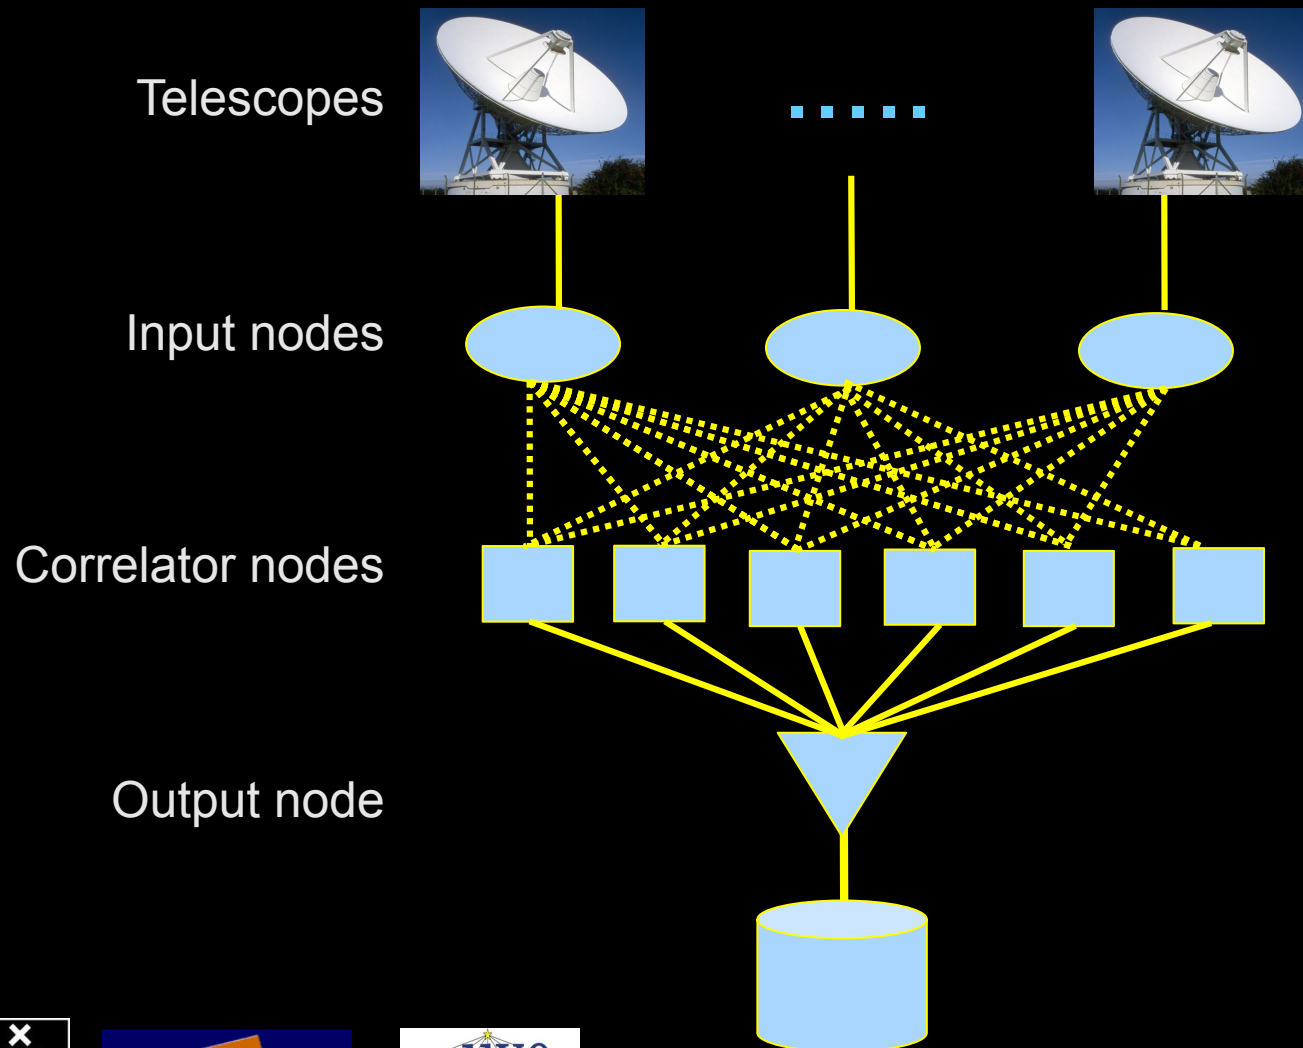 Telescopes
Input nodes
Correlator nodes
Output node